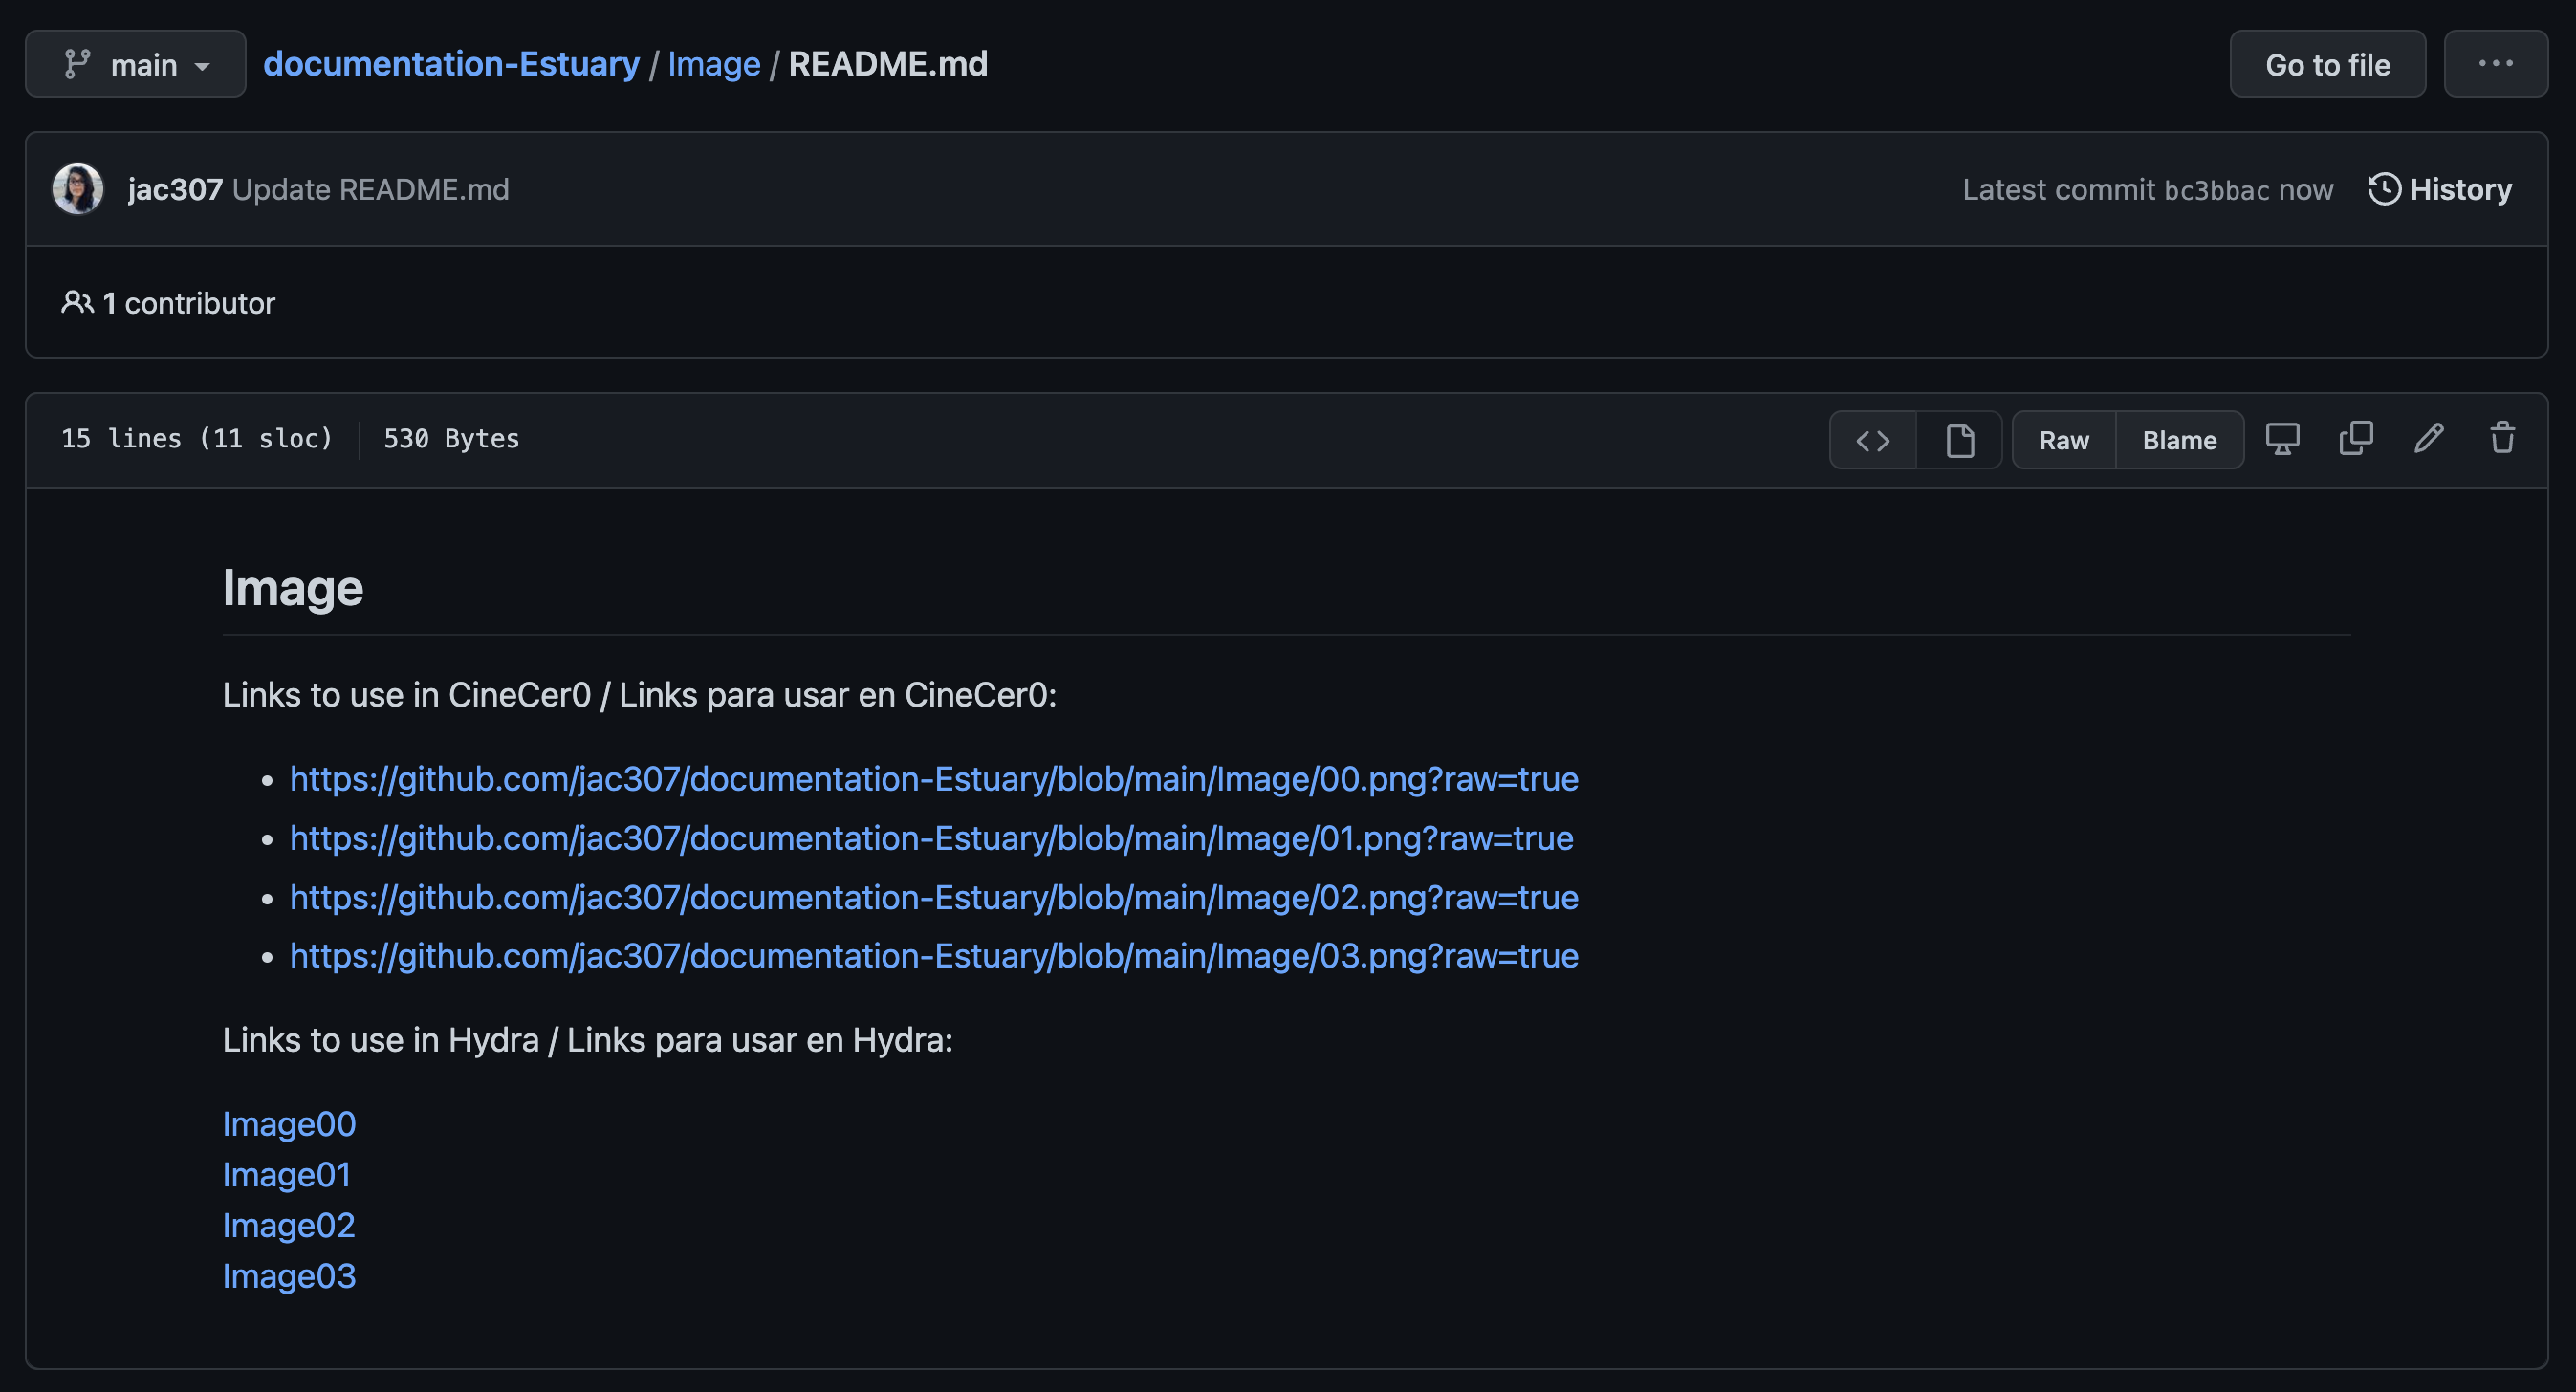 main documentation-Estuary / Image / README.md Go to file ...
jac307 Update README.md Latest commit bc3bbac now History
1 contributor
15 lines (11 sloc) 530 Bytes <> Raw Blame
Image
Links to use in CineCer0 / Links para usar en CineCer0:
• https://github.com/jac307/documentation-Estuary/blob/main/Image/00.png?raw=true
• https://github.com/jac307/documentation-Estuary/blob/main/Image/01.png?raw=true
• https://github.com/jac307/documentation-Estuary/blob/main/Image/02.png?raw=true
• https://github.com/jac307/documentation-Estuary/blob/main/Image/03.png?raw=true
Links to use in Hydra / Links para usar en Hydra:
Image00
Image01
Image02
Image03